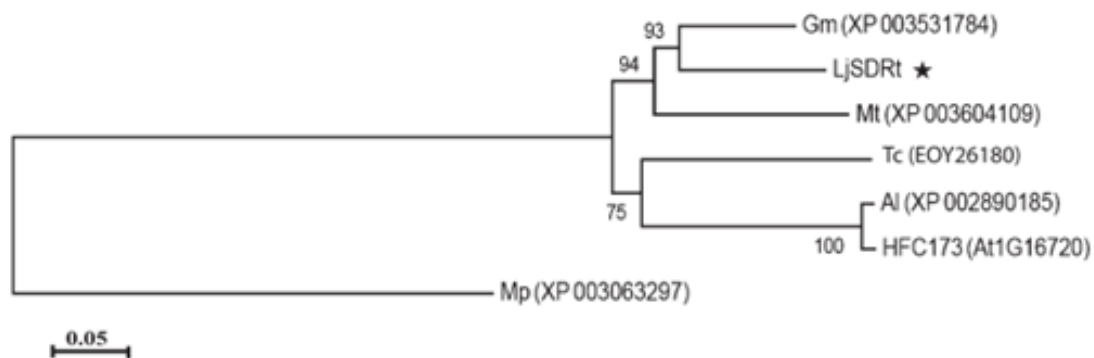 Gm (XP 003531784)
93
LjSDRt ★
94
Mt (XP 003604109)
Tc (EOY26180)
Al (XP 002890185)
75
100
HFC173 (At1G16720)
Mp (XP 003063297)
0.05